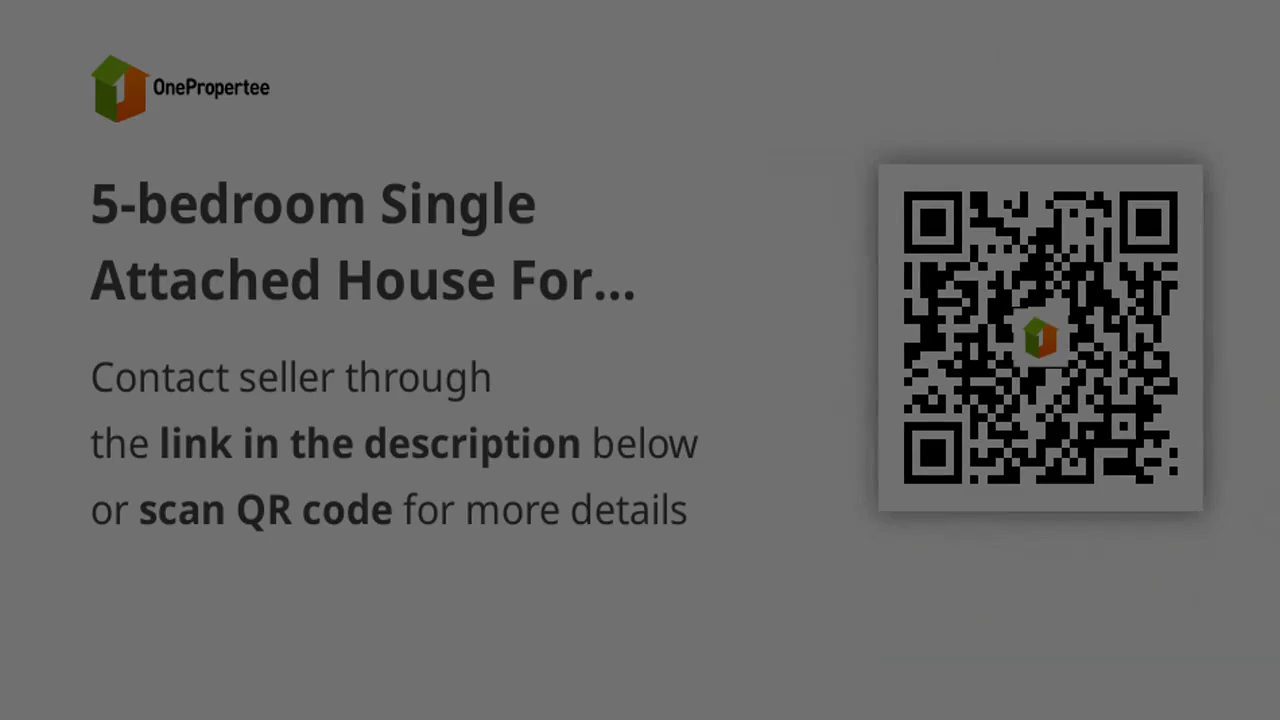 OnePropertee
5-bedroom Single
Attached House For...
Contact seller through
the link in the description below
or scan QR code for more details